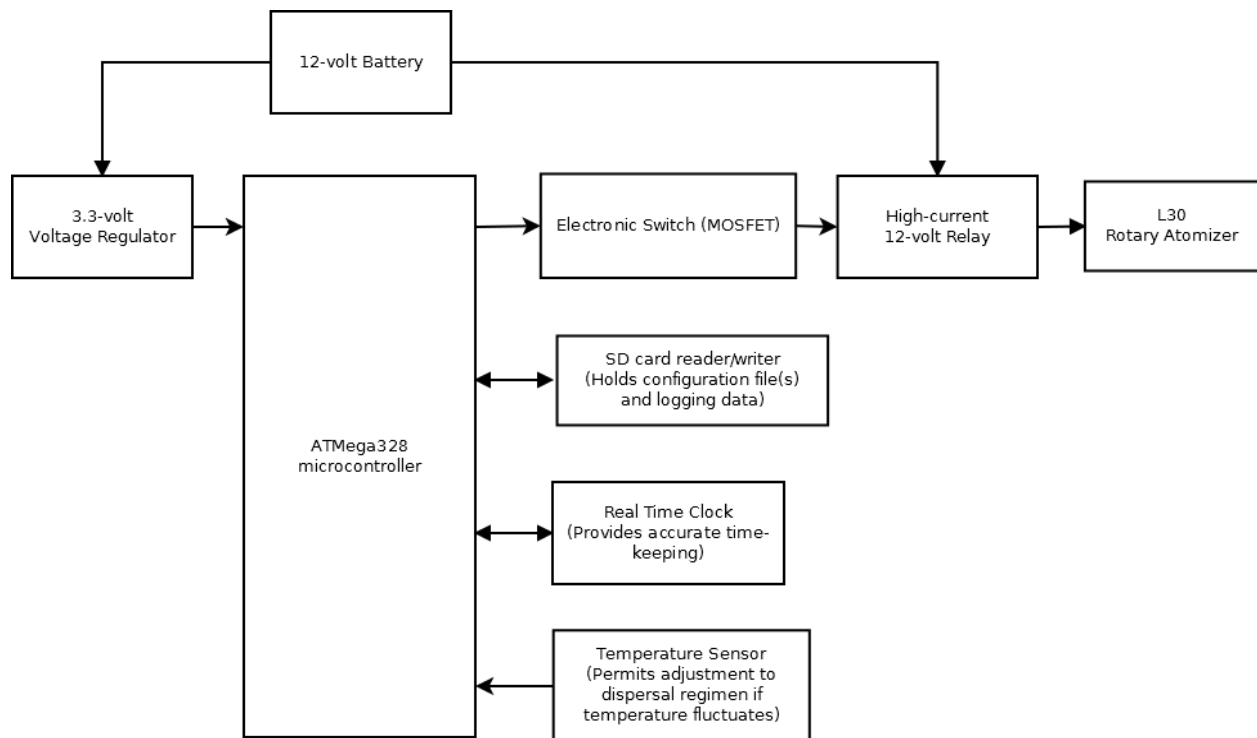 12-volt Battery
3.3-volt
Voltage Regulator
Electronic Switch (MOSFET)
High-current
12-volt Relay
L30
Rotary Atomizer
SD card reader/writer
(Holds configuration file(s)
and logging data)
ATMega328
microcontroller
Real Time Clock
(Provides accurate time-
keeping)
Temperature Sensor
(Permits adjustment to
dispersal regimen if
temperature fluctuates)